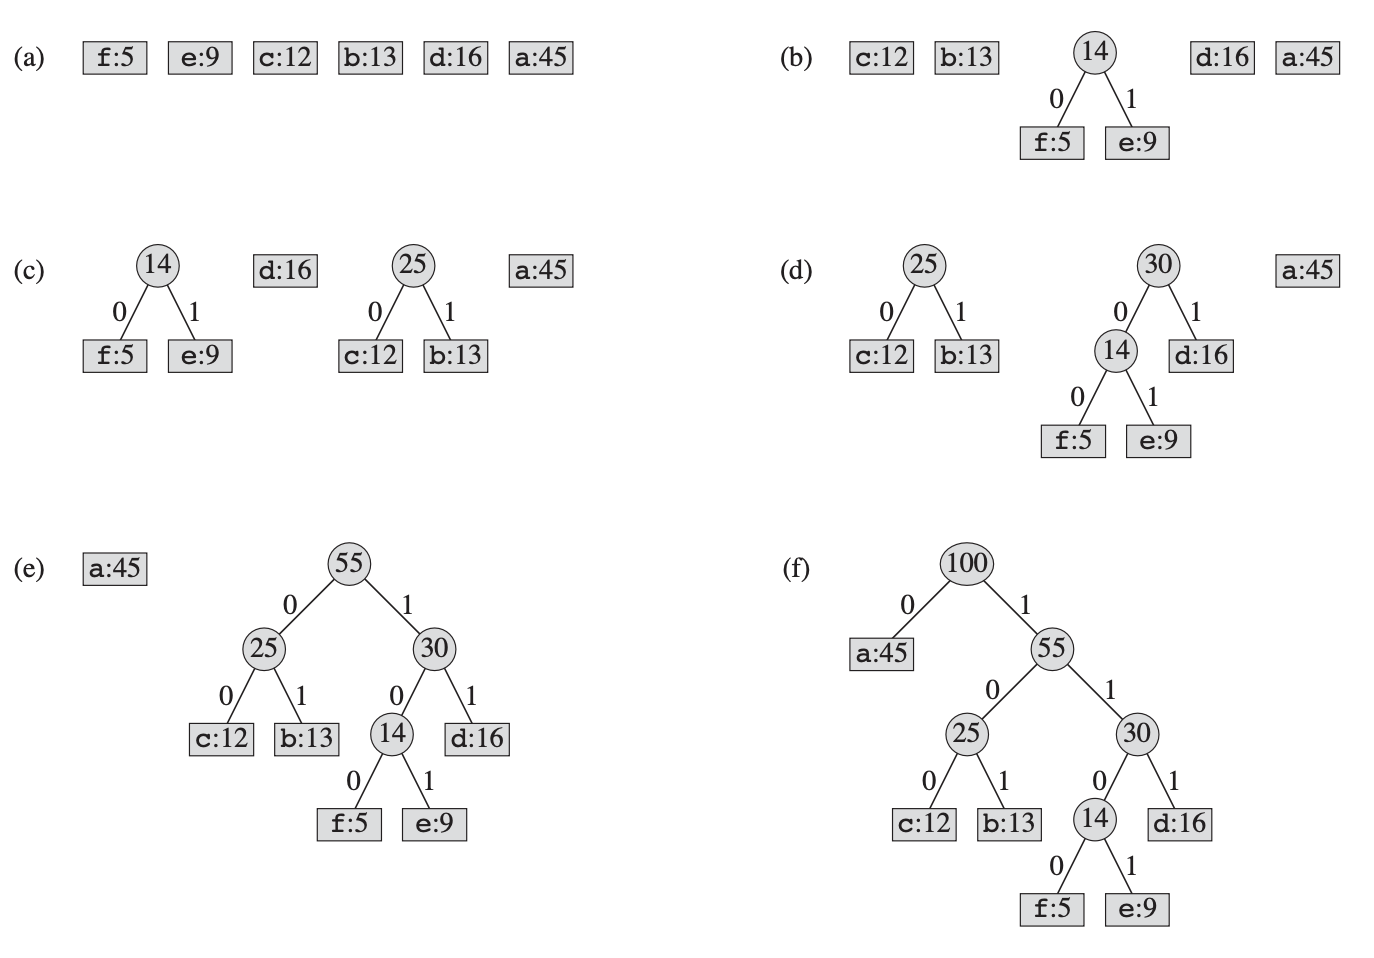 (a) f:5 e:9 c:12 b:13 d:16 a:45
(b) c:12 b:13 14 d:16 a:45
0 1
f:5 e:9
(c) 14 d:16 25 a:45
0 1 0 1
f:5 e:9 c:12 b:13
(d) 25 30 a:45
0 1 0 1
c:12 b:13 14 d:16
0 1
f:5 e:9
(e) a:45 55
0 1
25 30
0 1 0 1
c:12 b:13 14 d:16
0 1
f:5 e:9
(f) 100
0 1
a:45 55
0 1
25 30
0 1 0 1
c:12 b:13 14 d:16
0 1
f:5 e:9